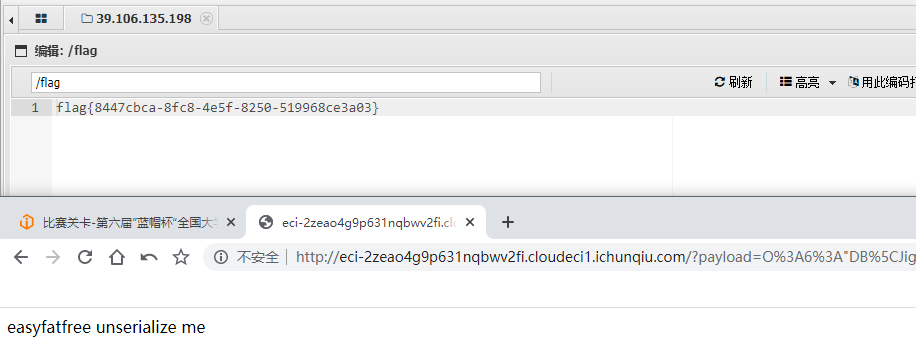 39.106.135.198
编辑: /flag
/flag
刷新 高亮 用此编码
1 flag{8447cbca-8fc8-4e5f-8250-519968ce3a03}
比赛关卡-第六届"蓝帽杯"全国大 eci-2zeao4g9p631nqbwv2fi.cl
不安全 http://eci-2zeao4g9p631nqbwv2fi.cloudeci1.ichunqiu.com/?payload=O%3A6%3A"DB%5CJig
easyfatfree unserialize me